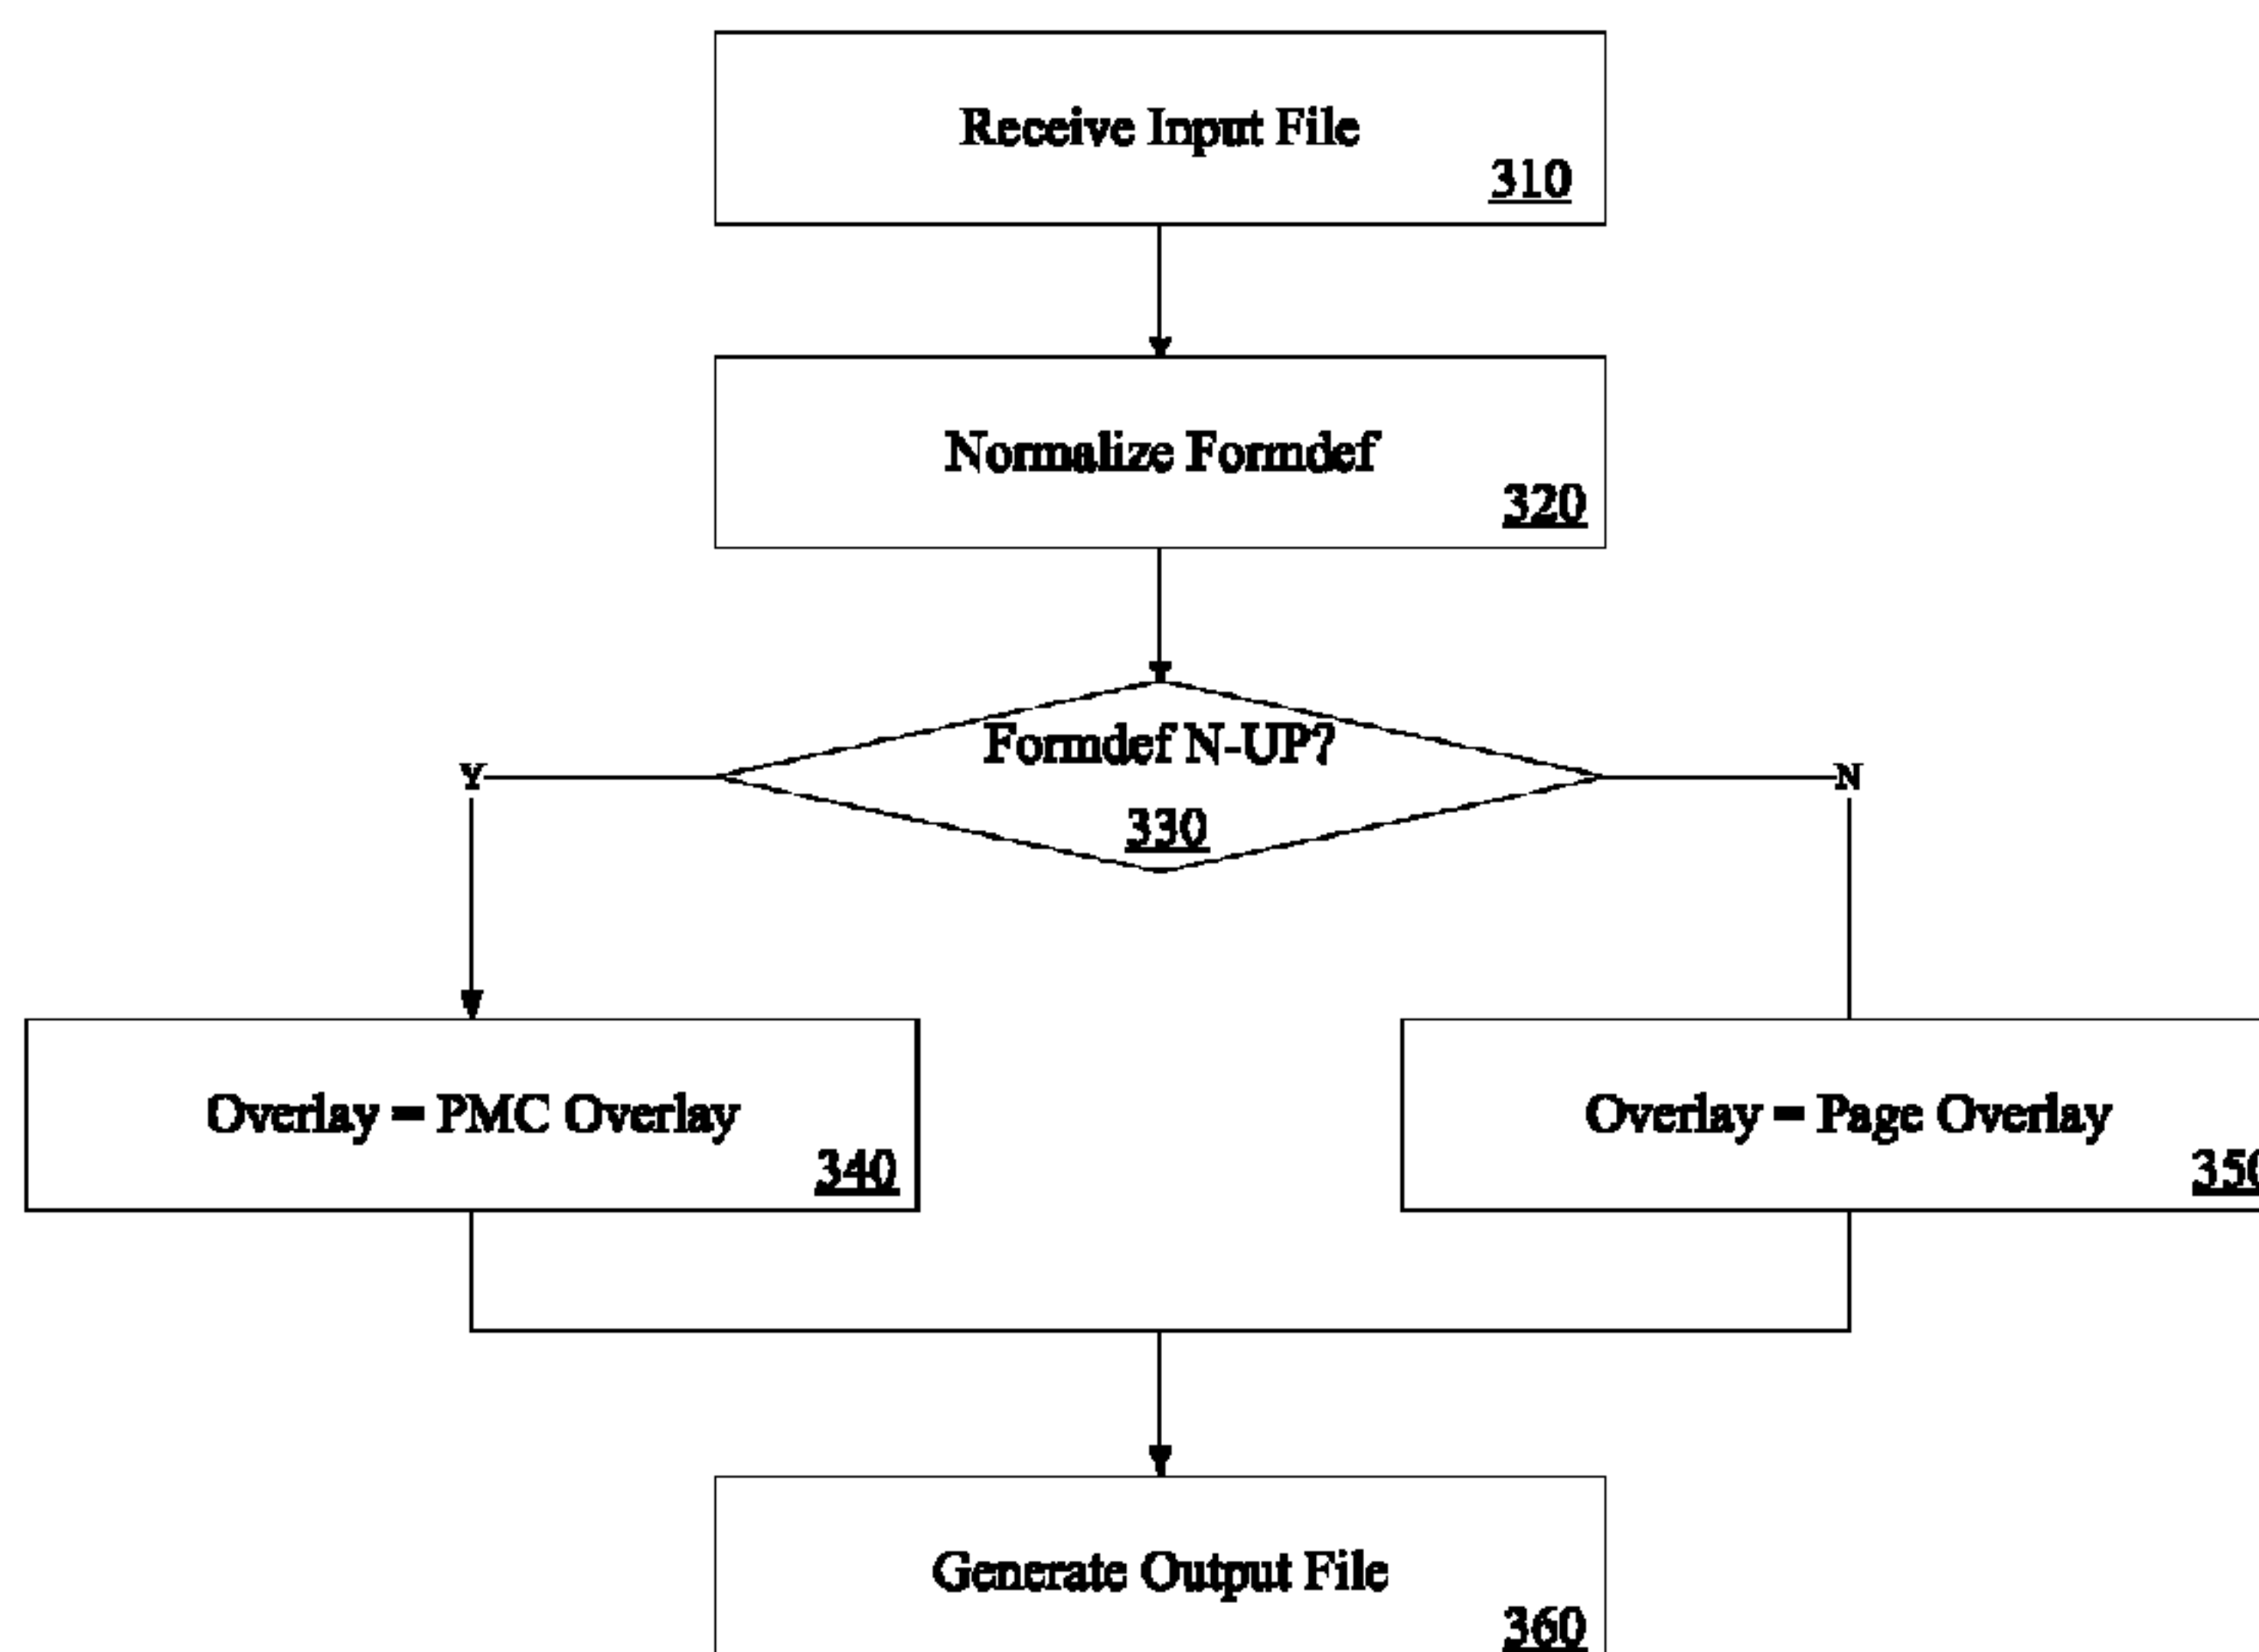 Receive Input File
310
Normalize Formdef
320
Formdef N-UP?
330
Y
N
Overlay = PMC Overlay
340
Overlay = Page Overlay
350
Generate Output File
360